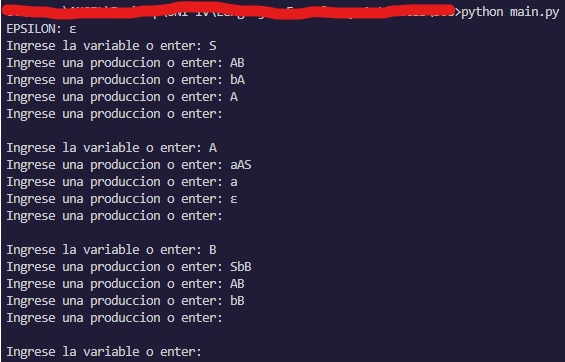 >python main.py
EPSILON: ε
Ingrese la variable o enter: S
Ingrese una produccion o enter: AB
Ingrese una produccion o enter: bA
Ingrese una produccion o enter: A
Ingrese una produccion o enter:
Ingrese la variable o enter: A
Ingrese una produccion o enter: aAS
Ingrese una produccion o enter: a
Ingrese una produccion o enter: ε
Ingrese una produccion o enter:
Ingrese la variable o enter: B
Ingrese una produccion o enter: SbB
Ingrese una produccion o enter: AB
Ingrese una produccion o enter: bB
Ingrese una produccion o enter:
Ingrese la variable o enter: